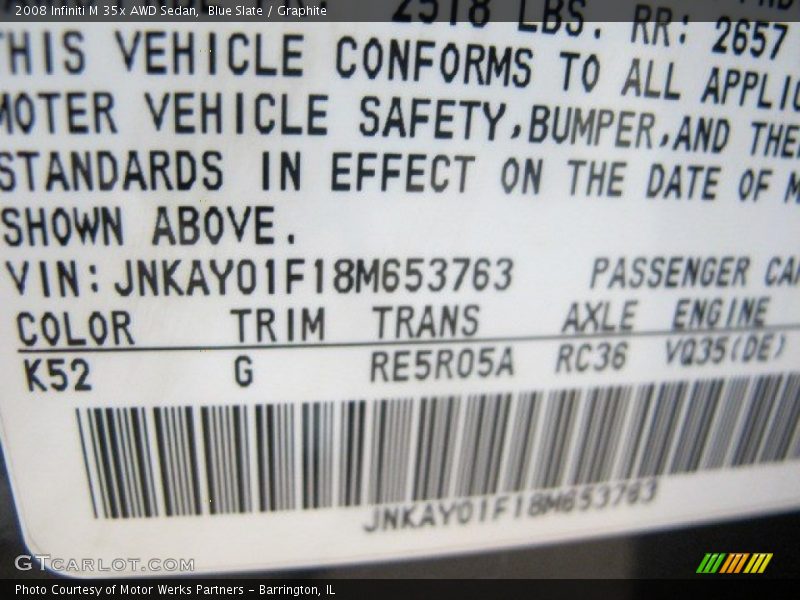 2008 Infiniti M 35x AWD Sedan, Blue Slate / Graphite
2518 LBS. RR: 2657
THIS VEHICLE CONFORMS TO ALL APPLIC
MOTER VEHICLE SAFETY,BUMPER,AND THE
STANDARDS IN EFFECT ON THE DATE OF M
SHOWN ABOVE.
VIN: JNKAY01F18M653763 PASSENGER CAR
COLOR TRIM TRANS AXLE ENGINE
K52 G RE5R05A RC36 VQ35(DE)
JNKAY01F18M653763
GTCARLOT.COM
Photo Courtesy of Motor Werks Partners - Barrington, IL